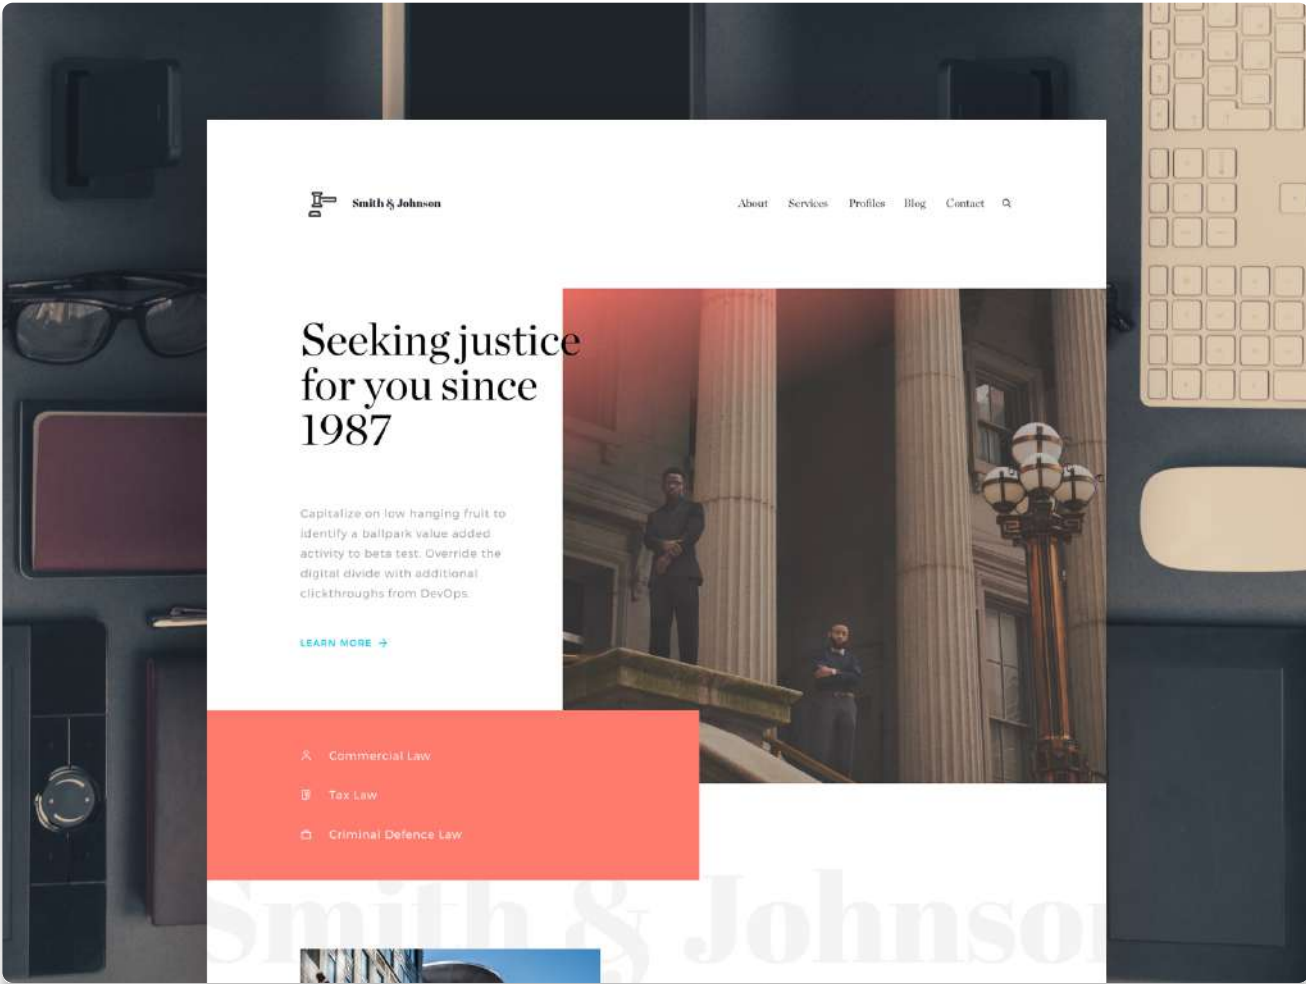 Smith & Johnson
About Services Profiles Blog Contact
Seeking justice
for you since
1987
Capitalize on low hanging fruit to
identify a ballpark value added
activity to beta test. Override the
digital divide with additional
clickthroughs from DevOps.
LEARN MORE →
Commercial Law
Tax Law
Criminal Defence Law
Smith & Johnson